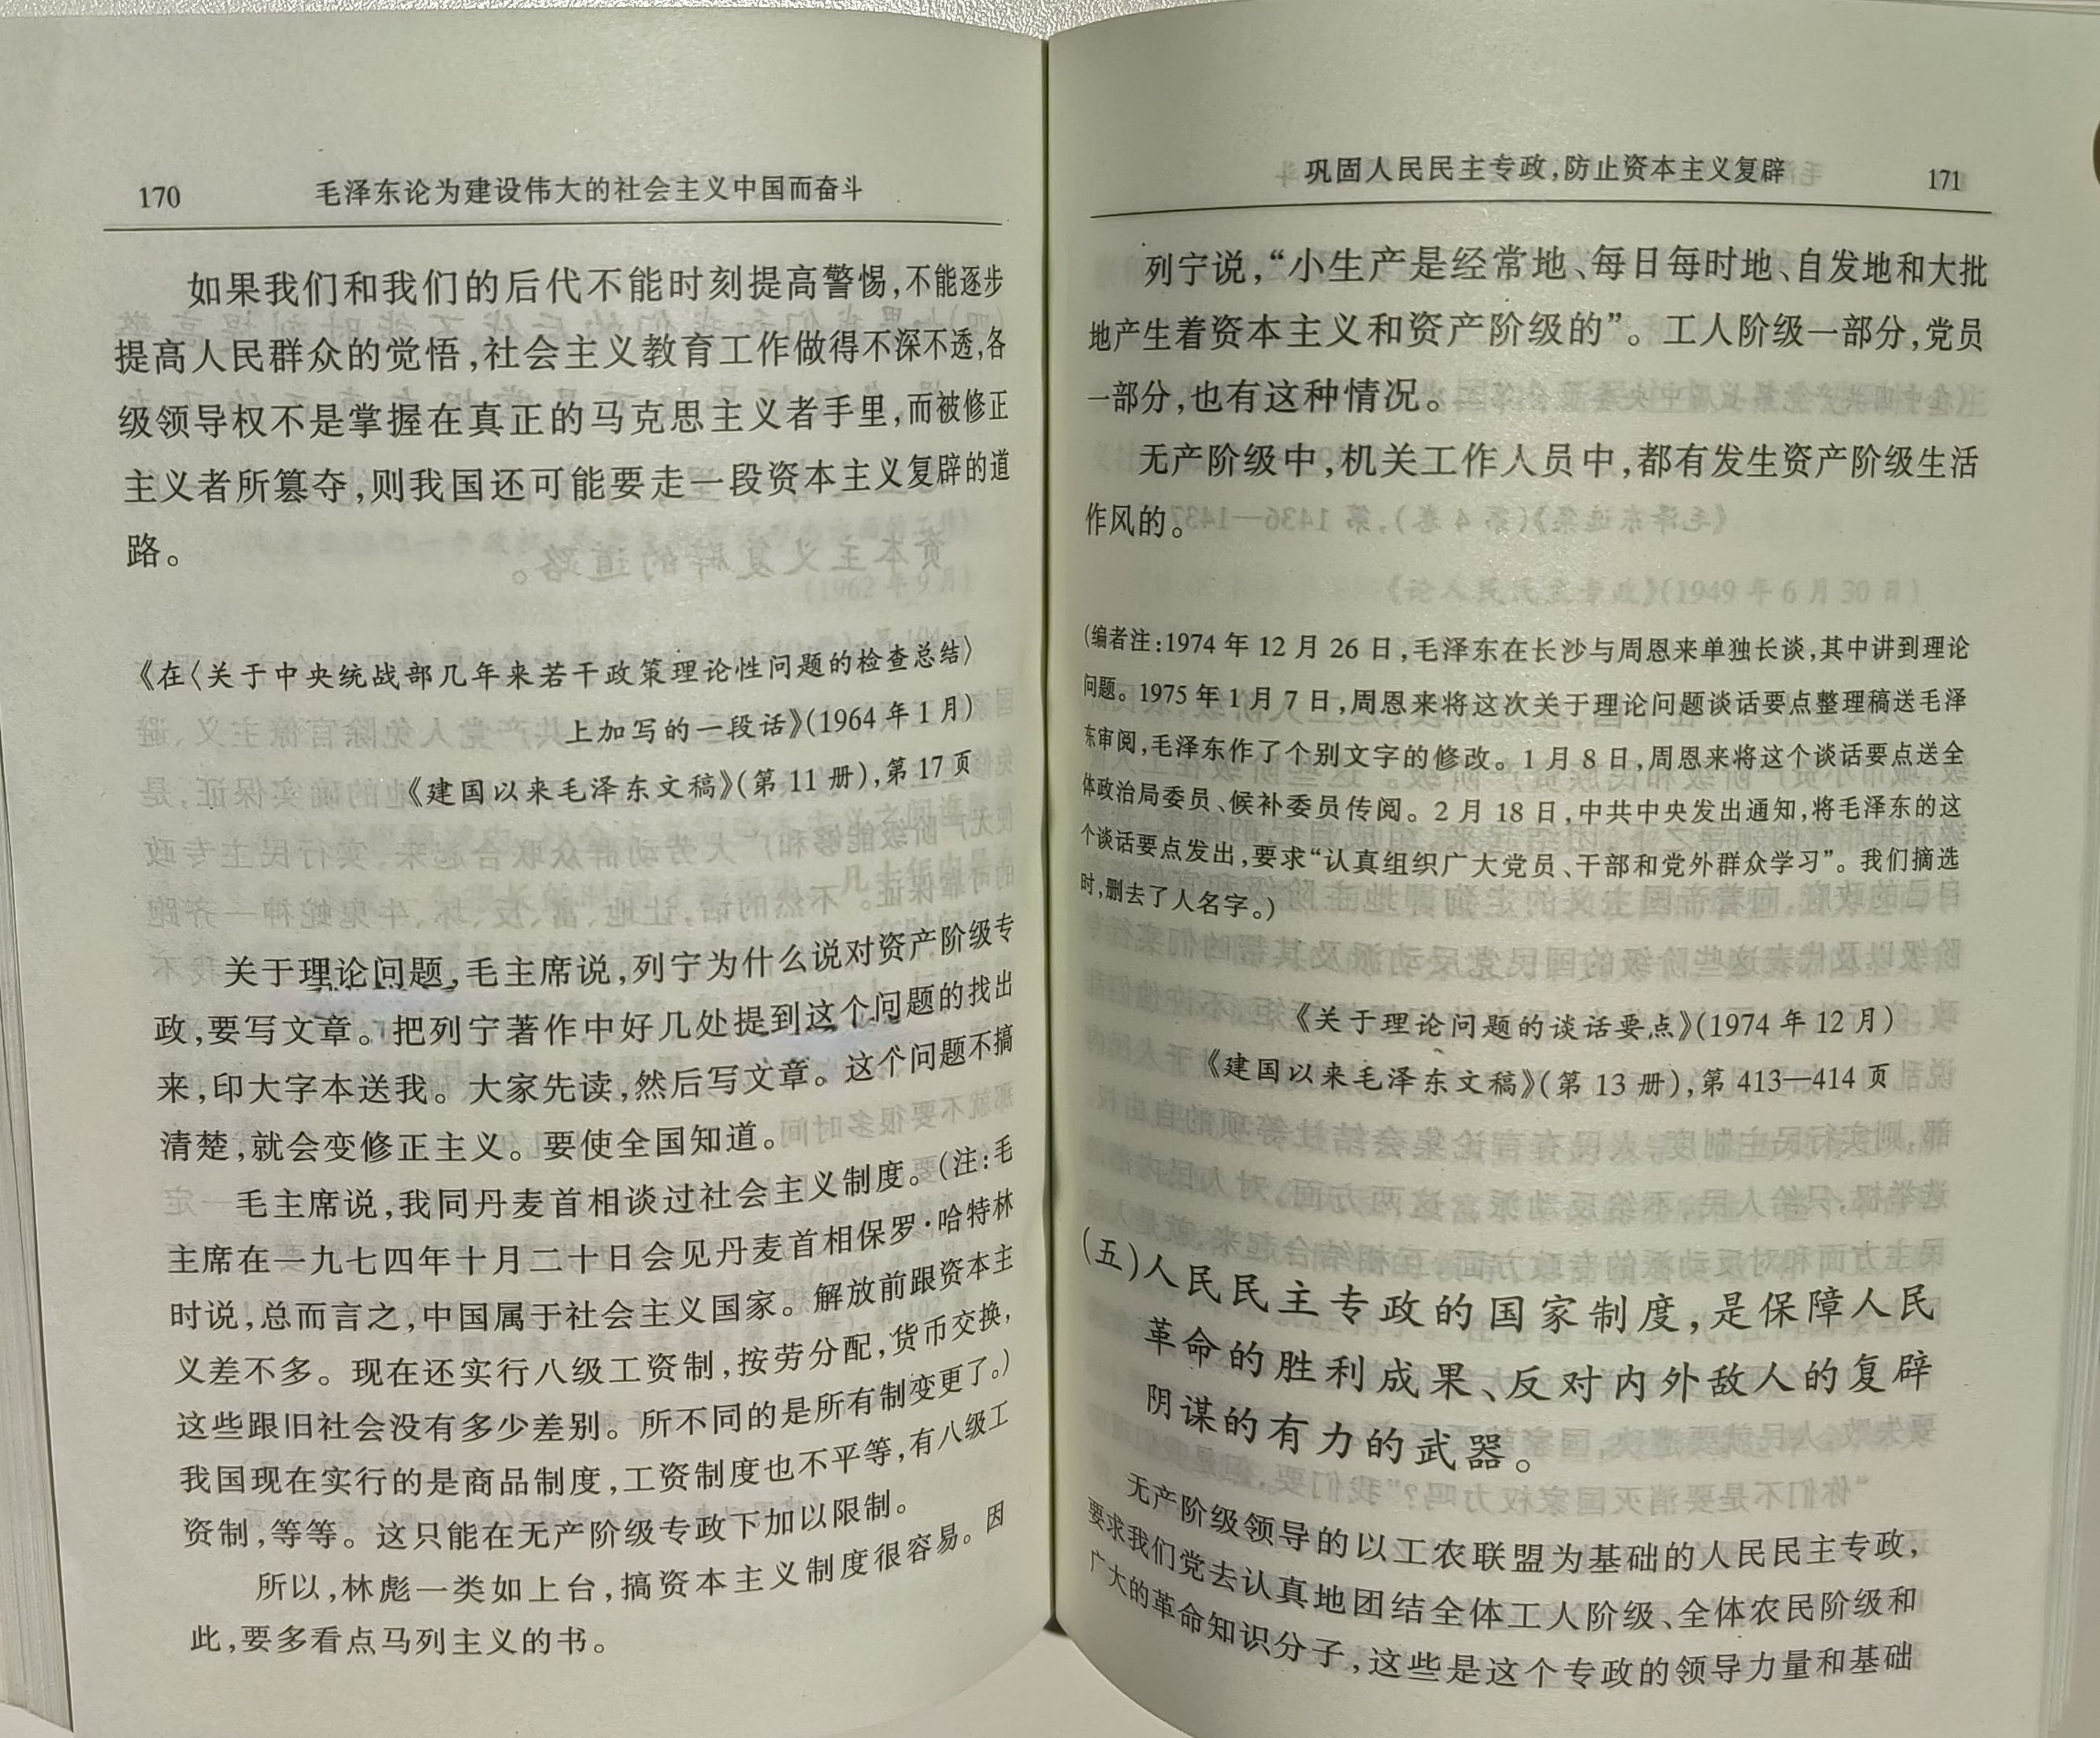 170
毛泽东论为建设伟大的社会主义中国而奋斗
如果我们和我们的后代不能时刻提高警惕,不能逐步
提高人民群众的觉悟,社会主义教育工作做得不深不透,各
级领导权不是掌握在真正的马克思主义者手里,而被修正
主义者所篡夺,则我国还可能要走一段资本主义复辟的道
路。
《在〈关于中央统战部几年来若干政策理论性问题的检查总结〉
上加写的一段话》(1964年1月)
《建国以来毛泽东文稿》(第11册),第17页
关于理论问题,毛主席说,列宁为什么说对资产阶级专
政,要写文章。把列宁著作中好几处提到这个问题的找出
来,印大字本送我。大家先读,然后写文章。这个问题不搞
清楚,就会变修正主义。要使全国知道。
毛主席说,我同丹麦首相谈过社会主义制度。(注:毛
主席在一九七四年十月二十日会见丹麦首相保罗·哈特林
时说,总而言之,中国属于社会主义国家。解放前跟资本主
义差不多。现在还实行八级工资制,按劳分配,货币交换,
这些跟旧社会没有多少差别。所不同的是所有制变更了。)
我国现在实行的是商品制度,工资制度也不平等,有八级工
资制,等等。这只能在无产阶级专政下加以限制。
所以,林彪一类如上台,搞资本主义制度很容易。因
此,要多看点马列主义的书。
巩固人民民主专政,防止资本主义复辟
171
列宁说,“小生产是经常地、每日每时地、自发地和大批
地产生着资本主义和资产阶级的”。工人阶级一部分,党员
一部分,也有这种情况。
无产阶级中,机关工作人员中,都有发生资产阶级生活
作风的。
(编者注:1974年12月26日,毛泽东在长沙与周恩来单独长谈,其中讲到理论
问题。1975年1月7日,周恩来将这次关于理论问题谈话要点整理稿送毛泽
东审阅,毛泽东作了个别文字的修改。1月8日,周恩来将这个谈话要点送全
体政治局委员、候补委员传阅。2月18日,中共中央发出通知,将毛泽东的这
个谈话要点发出,要求“认真组织广大党员、干部和党外群众学习”。我们摘选
时,删去了人名字。)
《关于理论问题的谈话要点》(1974年12月)
《建国以来毛泽东文稿》(第13册),第413—414页
(五)人民民主专政的国家制度,是保障人民
革命的胜利成果、反对内外敌人的复辟
阴谋的有力的武器。
无产阶级领导的以工农联盟为基础的人民民主专政,
要求我们党去认真地团结全体工人阶级、全体农民阶级和
广大的革命知识分子,这些是这个专政的领导力量和基础